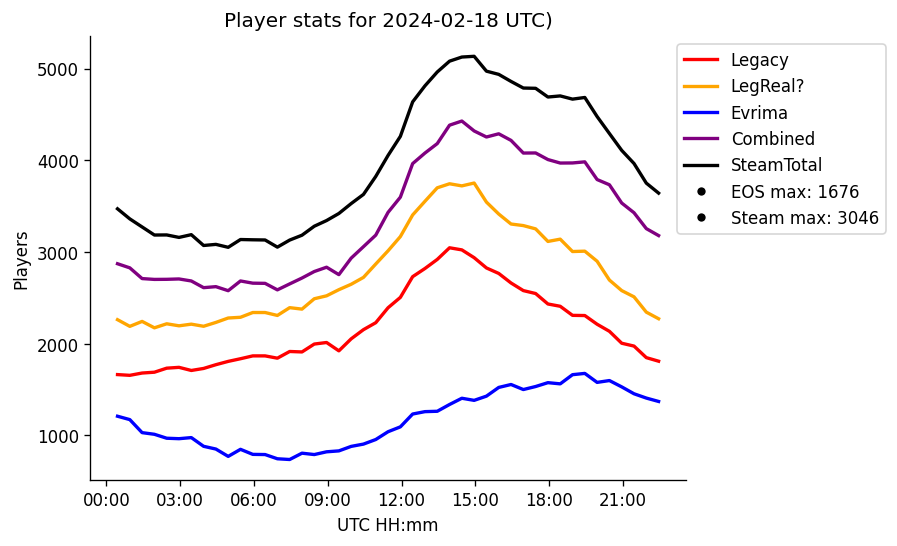 Player stats for 2024-02-18 UTC)
Legacy
LegReal?
Evrima
Combined
SteamTotal
EOS max: 1676
Steam max: 3046
Players
5000
4000
3000
2000
1000
00:00 03:00 06:00 09:00 12:00 15:00 18:00 21:00
UTC HH:mm